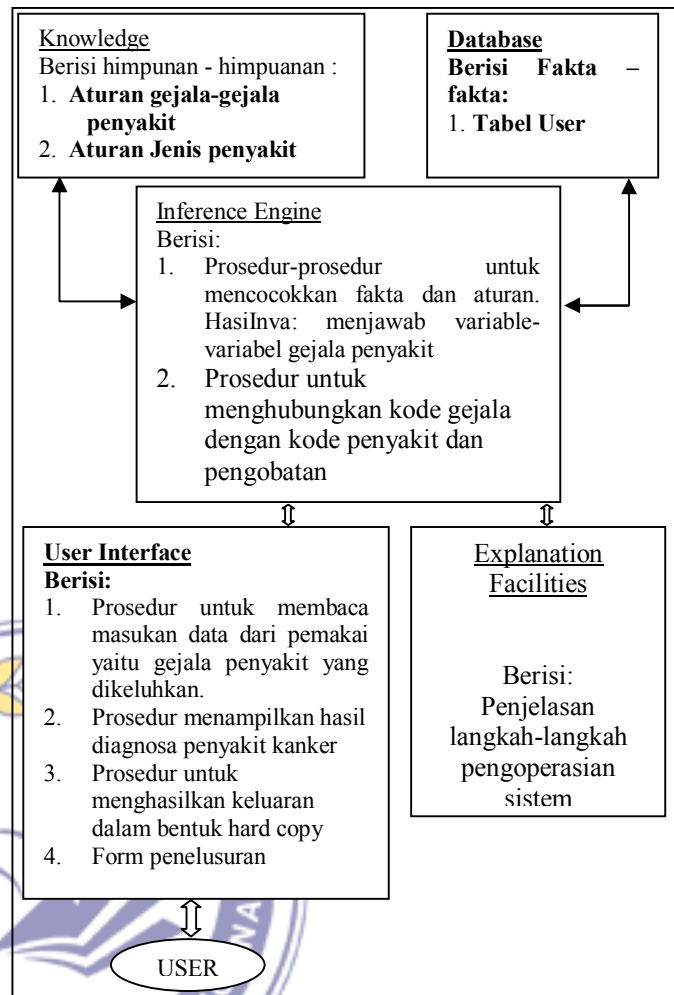 Knowledge
Berisi himpunan - himpuanan :
1. Aturan gejala-gejala
penyakit
2. Aturan Jenis penyakit
Database
Berisi Fakta –
fakta:
1. Tabel User
Inference Engine
Berisi:
1. Prosedur-prosedur untuk
mencocokkan fakta dan aturan.
HasilInva: menjawab variable-
variabel gejala penyakit
2. Prosedur untuk
menghubungkan kode gejala
dengan kode penyakit dan
pengobatan
User Interface
Berisi:
1. Prosedur untuk membaca
masukan data dari pemakai
yaitu gejala penyakit yang
dikeluhkan.
2. Prosedur menampilkan hasil
diagnosa penyakit kanker
3. Prosedur untuk
menghasilkan keluaran
dalam bentuk hard copy
4. Form penelusuran
Explanation
Facilities
Berisi:
Penjelasan
langkah-langkah
pengoperasian
sistem
USER